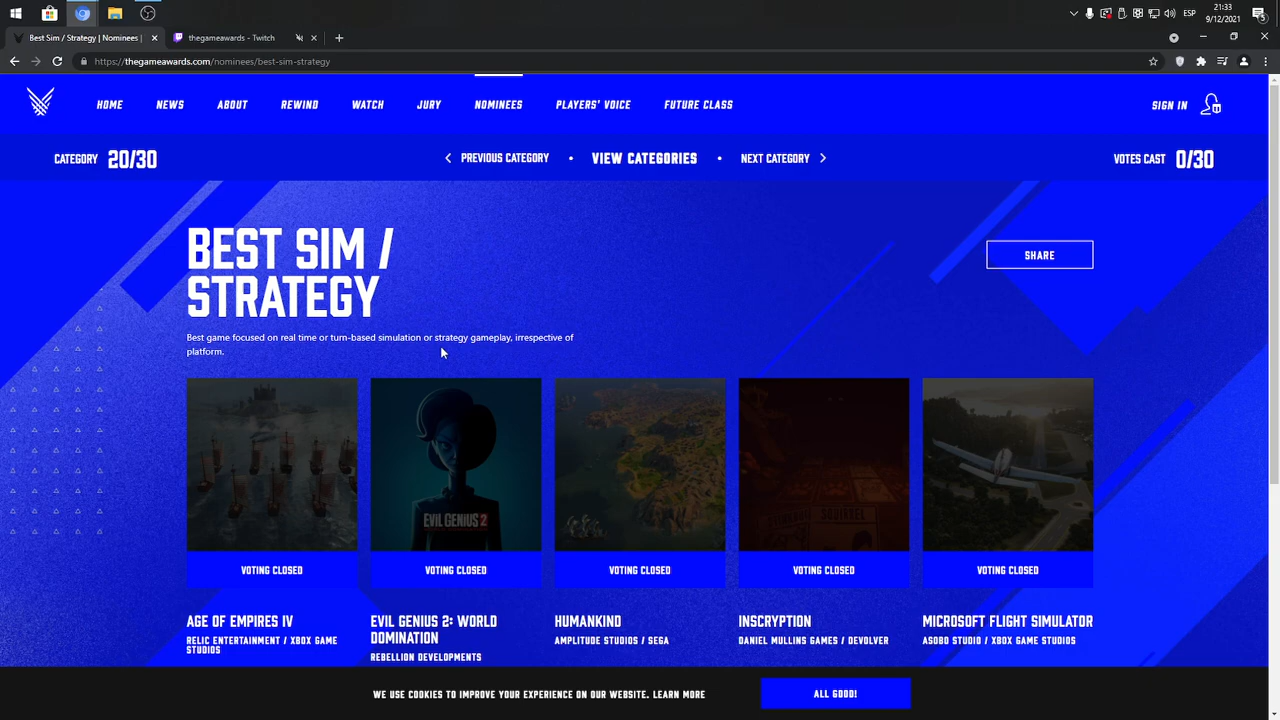 21:33
ESP
9/12/2021
5
Best Sim / Strategy | Nominees |
thegameawards - Twitch
https://thegameawards.com/nominees/best-sim-strategy
HOME NEWS ABOUT REWIND WATCH JURY NOMINEES PLAYERS' VOICE FUTURE CLASS SIGN IN
CATEGORY 20/30 PREVIOUS CATEGORY • VIEW CATEGORIES • NEXT CATEGORY VOTES CAST 0/30
BEST SIM /
STRATEGY
SHARE
Best game focused on real time or turn-based simulation or strategy gameplay, irrespective of
platform.
EVIL GENIUS 2
SQUIRREL
VOTING CLOSED VOTING CLOSED VOTING CLOSED VOTING CLOSED VOTING CLOSED
AGE OF EMPIRES IV
RELIC ENTERTAINMENT / XBOX GAME
STUDIOS
EVIL GENIUS 2: WORLD
DOMINATION
REBELLION DEVELOPMENTS
HUMANKIND
AMPLITUDE STUDIOS / SEGA
INSCRYPTION
DANIEL MULLINS GAMES / DEVOLVER
MICROSOFT FLIGHT SIMULATOR
ASOBO STUDIO / XBOX GAME STUDIOS
WE USE COOKIES TO IMPROVE YOUR EXPERIENCE ON OUR WEBSITE. LEARN MORE
ALL GOOD!